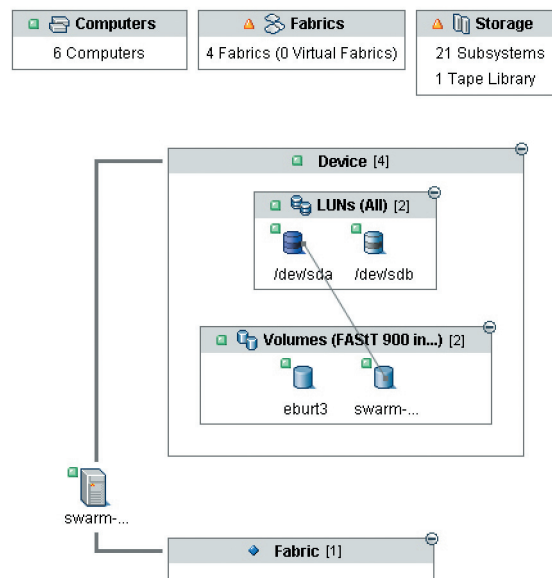 Computers
6 Computers
Fabrics
4 Fabrics (0 Virtual Fabrics)
Storage
21 Subsystems
1 Tape Library
Device [4]
LUNs (All) [2]
/dev/sda
/dev/sdb
Volumes (FAStT 900 in...) [2]
eburt3
swarm-...
swarm-...
Fabric [1]